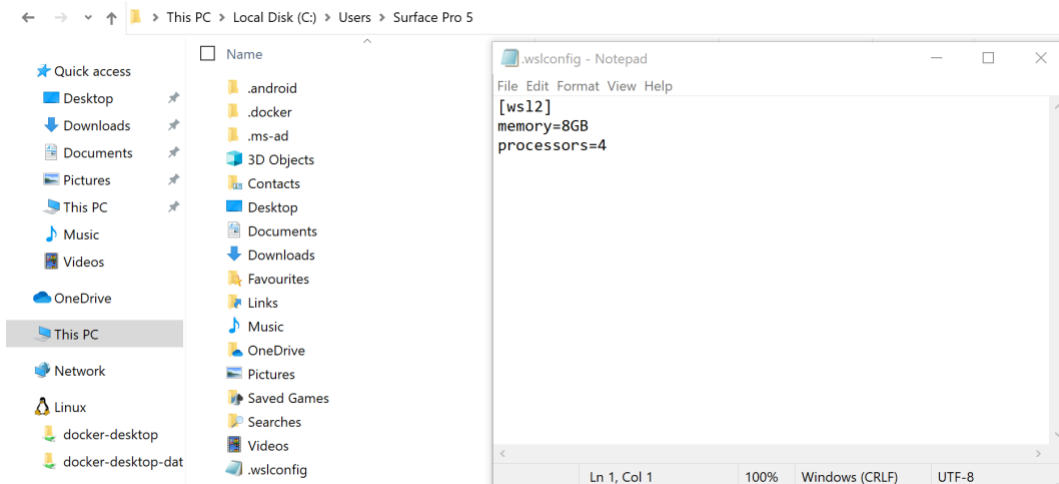 This PC > Local Disk (C:) > Users > Surface Pro 5
Quick access
Desktop
Downloads
Documents
Pictures
This PC
Music
Videos
OneDrive
This PC
Network
Linux
docker-desktop
docker-desktop-dat
Name
.android
.docker
.ms-ad
3D Objects
Contacts
Desktop
Documents
Downloads
Favourites
Links
Music
OneDrive
Pictures
Saved Games
Searches
Videos
.wslconfig
.wslconfig - Notepad
File Edit Format View Help
[wsl2]
memory=8GB
processors=4
Ln 1, Col 1 100% Windows (CRLF) UTF-8